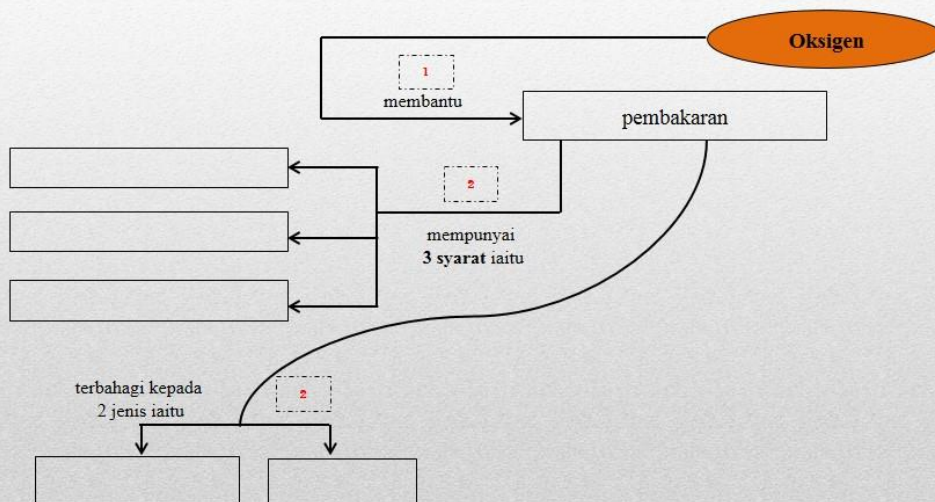 Oksigen
1
membantu
pembakaran
2
mempunyai
3 syarat iaitu
terbahagi kepada
2 jenis iaitu
2